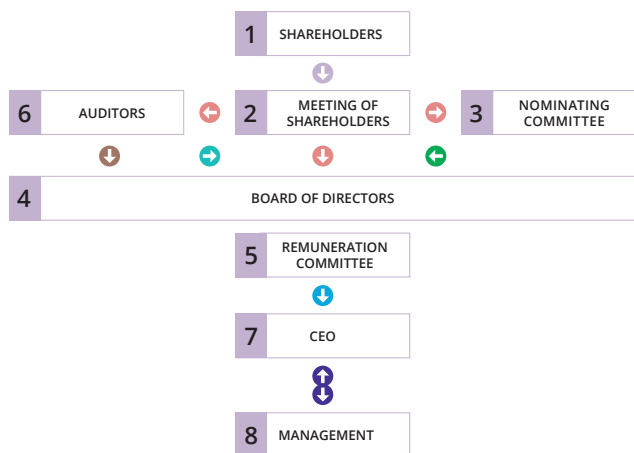 1 SHAREHOLDERS
6 AUDITORS
2 MEETING OF
SHAREHOLDERS
3 NOMINATING
COMMITTEE
4 BOARD OF DIRECTORS
5 REMUNERATION
COMMITTEE
7 CEO
8 MANAGEMENT